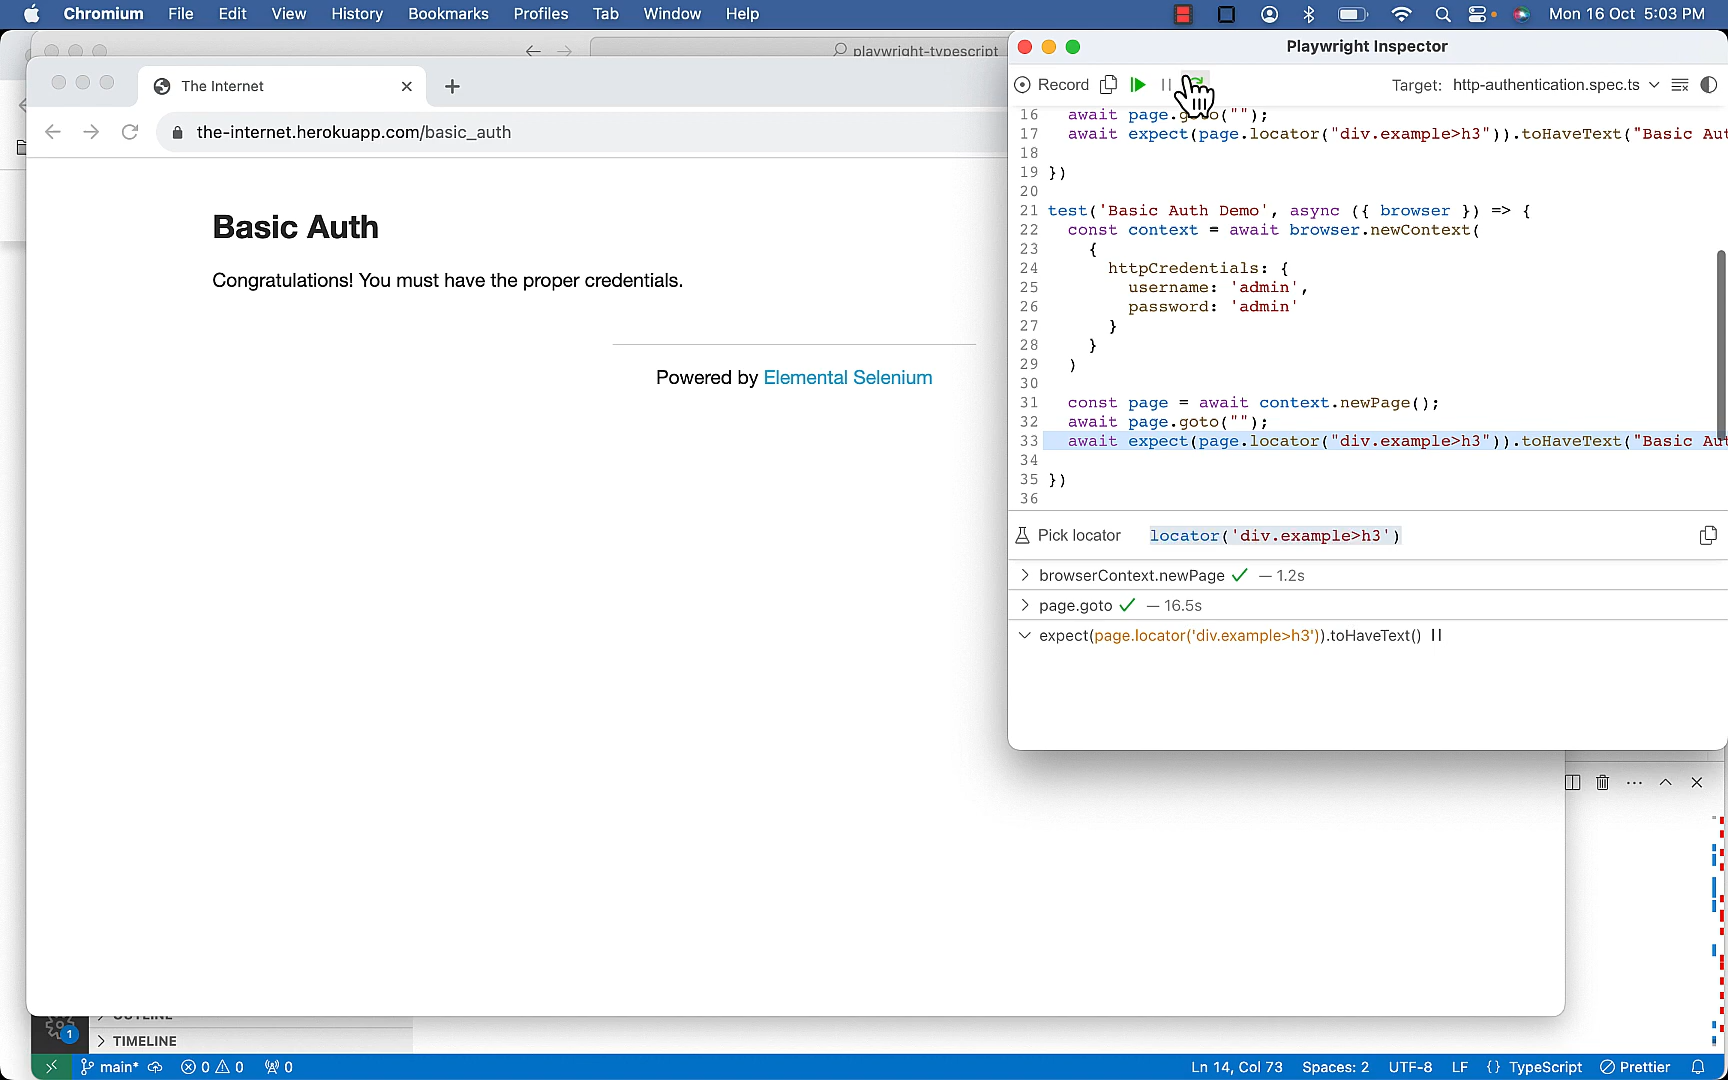 Chromium File Edit View History Bookmarks Profiles Tab Window Help Mon 16 Oct 5:03 PM
playwright-typescript
The Internet
the-internet.herokuapp.com/basic_auth
Basic Auth
Congratulations! You must have the proper credentials.
Powered by Elemental Selenium
Playwright Inspector
Record Target: http-authentication.spec.ts
16 await page.goto("");
17 await expect(page.locator("div.example>h3")).toHaveText("Basic Aut
18
19 })
20
21 test('Basic Auth Demo', async ({ browser }) => {
22 const context = await browser.newContext(
23 {
24 httpCredentials: {
25 username: 'admin',
26 password: 'admin'
27 }
28 }
29 )
30
31 const page = await context.newPage();
32 await page.goto("");
33 await expect(page.locator("div.example>h3")).toHaveText("Basic Aut
34
35 })
36
Pick locator locator('div.example>h3')
browserContext.newPage — 1.2s
page.goto — 16.5s
expect(page.locator('div.example>h3')).toHaveText()
OUTLINE
1
TIMELINE
main* 0 0 0 Ln 14, Col 73 Spaces: 2 UTF-8 LF {} TypeScript Prettier